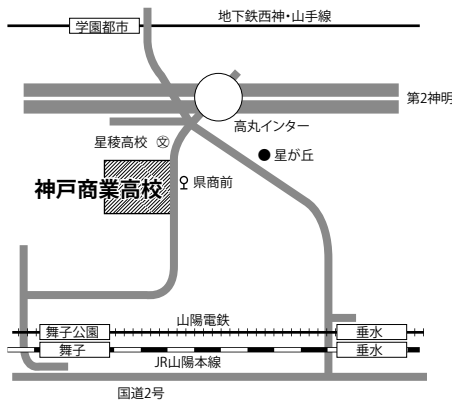 地下鉄西神・山手線
学園都市
第2神明
高丸インター
星稜高校 文
星が丘
神戸商業高校
県商前
山陽電鉄
舞子公園
垂水
舞子
垂水
JR山陽本線
国道2号